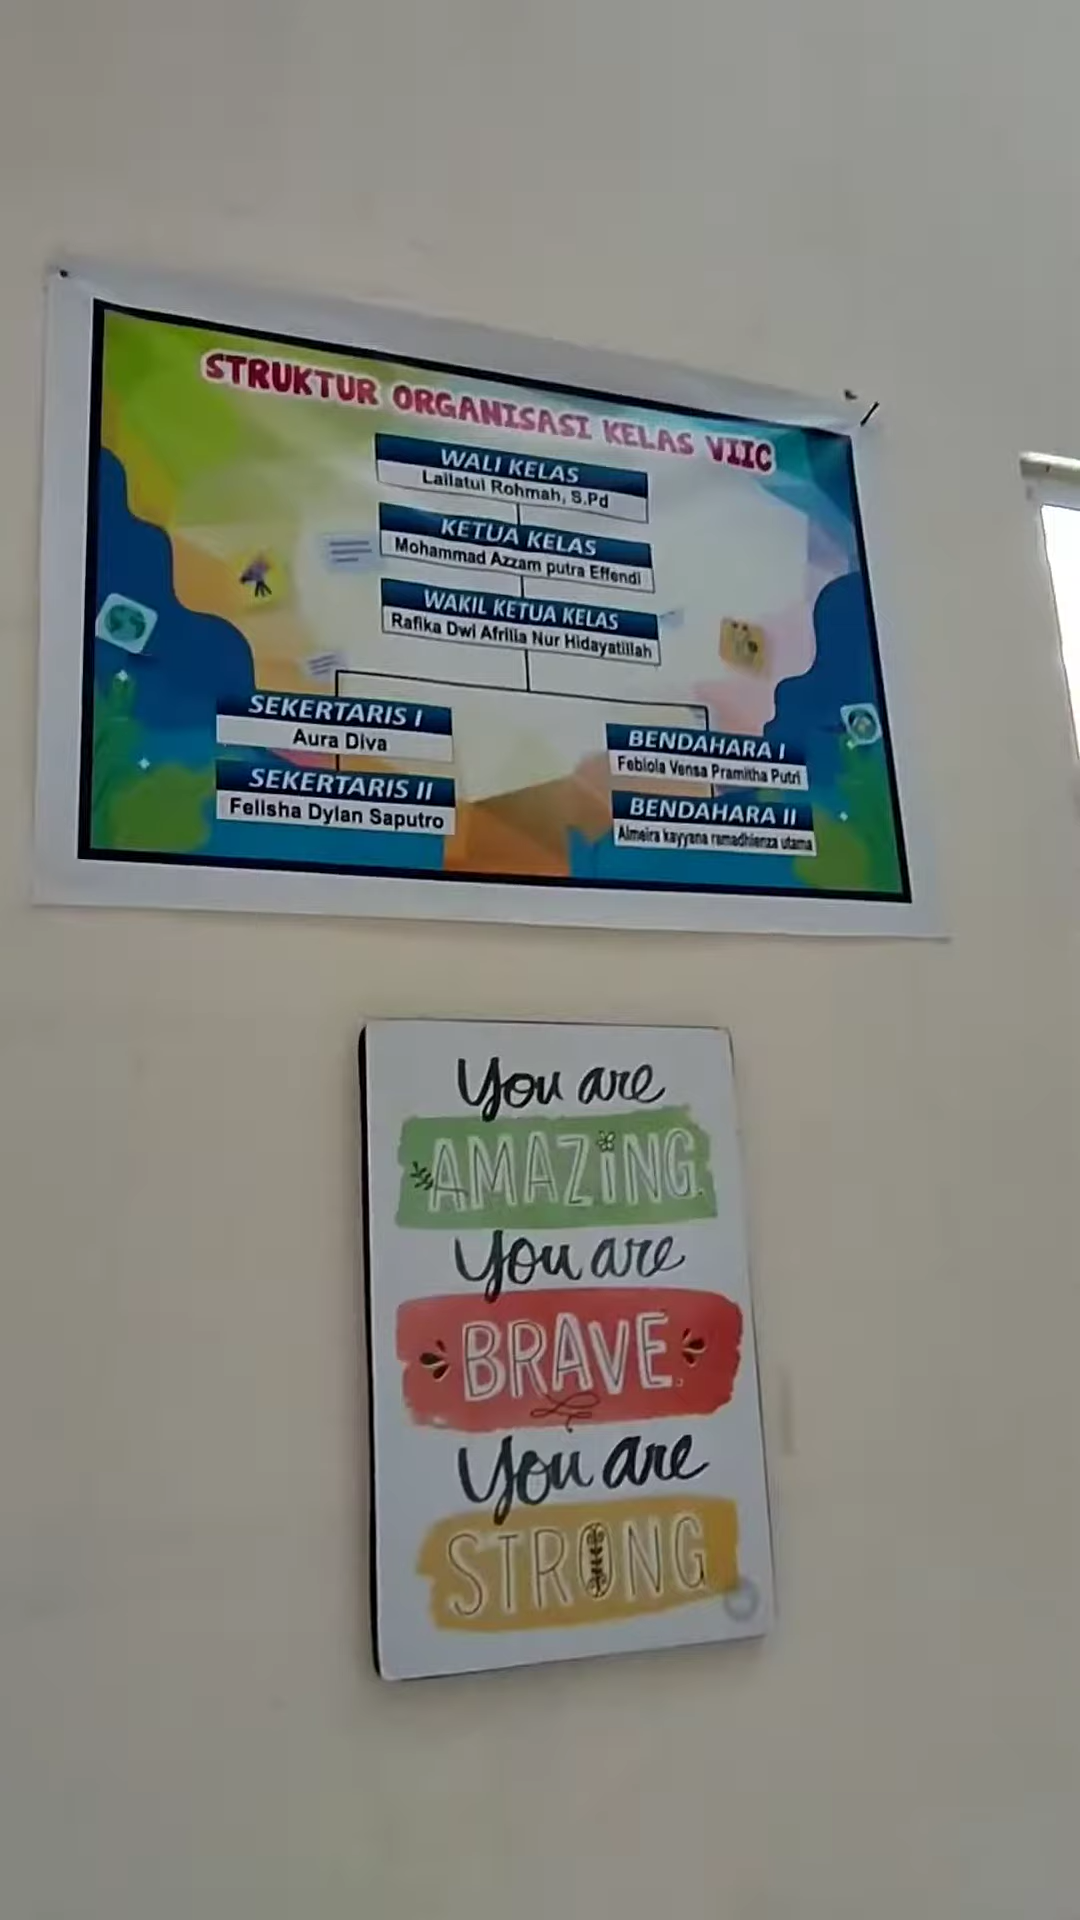 STRUKTUR ORGANISASI KELAS VIIC
WALI KELAS
Lailatul Rohmah, S.Pd
KETUA KELAS
Mohammad Azzam putra Effendi
WAKIL KETUA KELAS
Rafika Dwi Afrilia Nur Hidayatillah
SEKERTARIS I
Aura Diva
SEKERTARIS II
Felisha Dylan Saputro
BENDAHARA I
Febiola Vensa Pramitha Putri
BENDAHARA II
Almeira kayyana ramadhienza utama
You are
AMAZiNG.
You are
BRAVE.
You are
STRONG